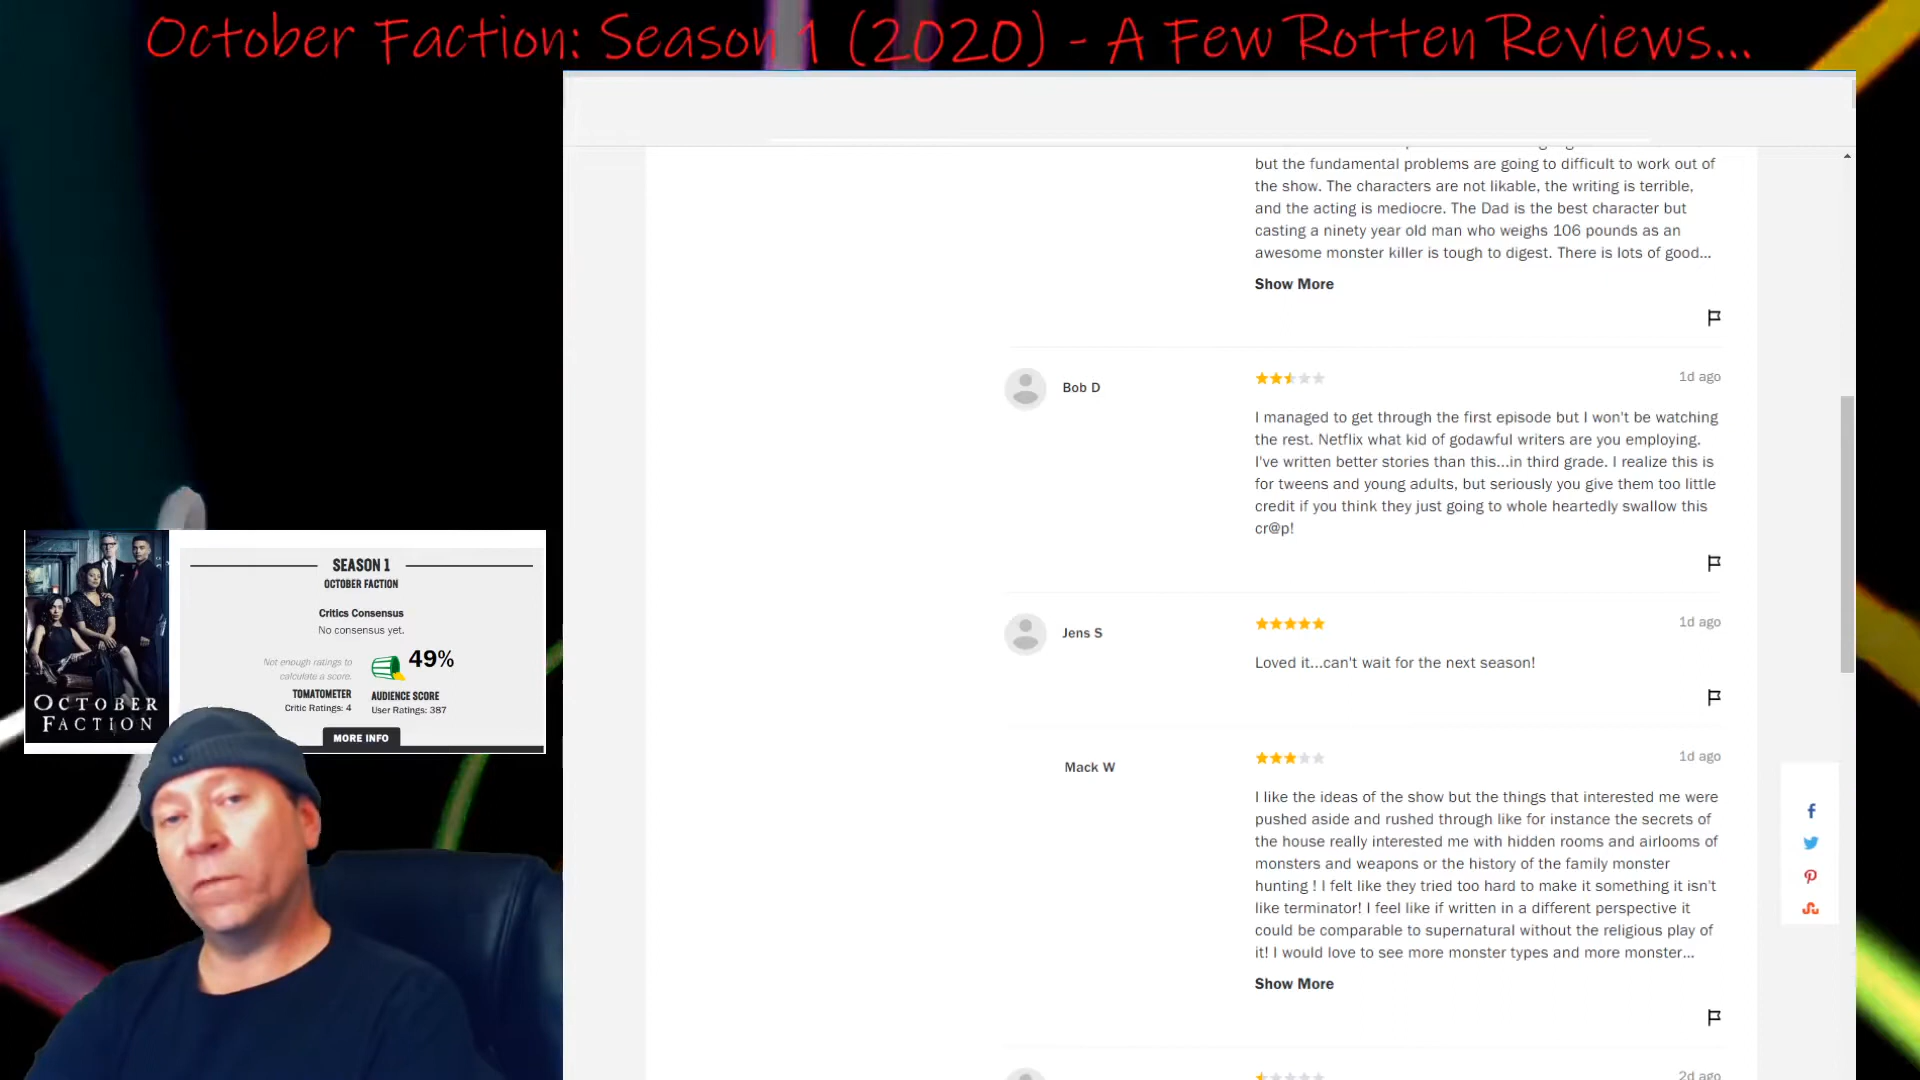 October Faction: Season 1 (2020) - A Few Rotten Reviews...
but the fundamental problems are going to difficult to work out of
the show. The characters are not likable, the writing is terrible,
and the acting is mediocre. The Dad is the best character but
casting a ninety year old man who weighs 106 pounds as an
awesome monster killer is tough to digest. There is lots of good...
Show More
Bob D
1d ago
I managed to get through the first episode but I won't be watching
the rest. Netflix what kid of godawful writers are you employing.
I've written better stories than this...in third grade. I realize this is
for tweens and young adults, but seriously you give them too little
credit if you think they just going to whole heartedly swallow this
cr@p!
Jens S
1d ago
Loved it...can't wait for the next season!
Mack W
1d ago
I like the ideas of the show but the things that interested me were
pushed aside and rushed through like for instance the secrets of
the house really interested me with hidden rooms and airlooms of
monsters and weapons or the history of the family monster
hunting ! I felt like they tried too hard to make it something it isn't
like terminator! I feel like if written in a different perspective it
could be comparable to supernatural without the religious play of
it! I would love to see more monster types and more monster...
Show More
2d ago
OCTOBER
FACTION
SEASON 1
OCTOBER FACTION
Critics Consensus
No consensus yet.
Not enough ratings to
calculate a score.
TOMATOMETER
Critic Ratings: 4
49%
AUDIENCE SCORE
User Ratings: 387
MORE INFO